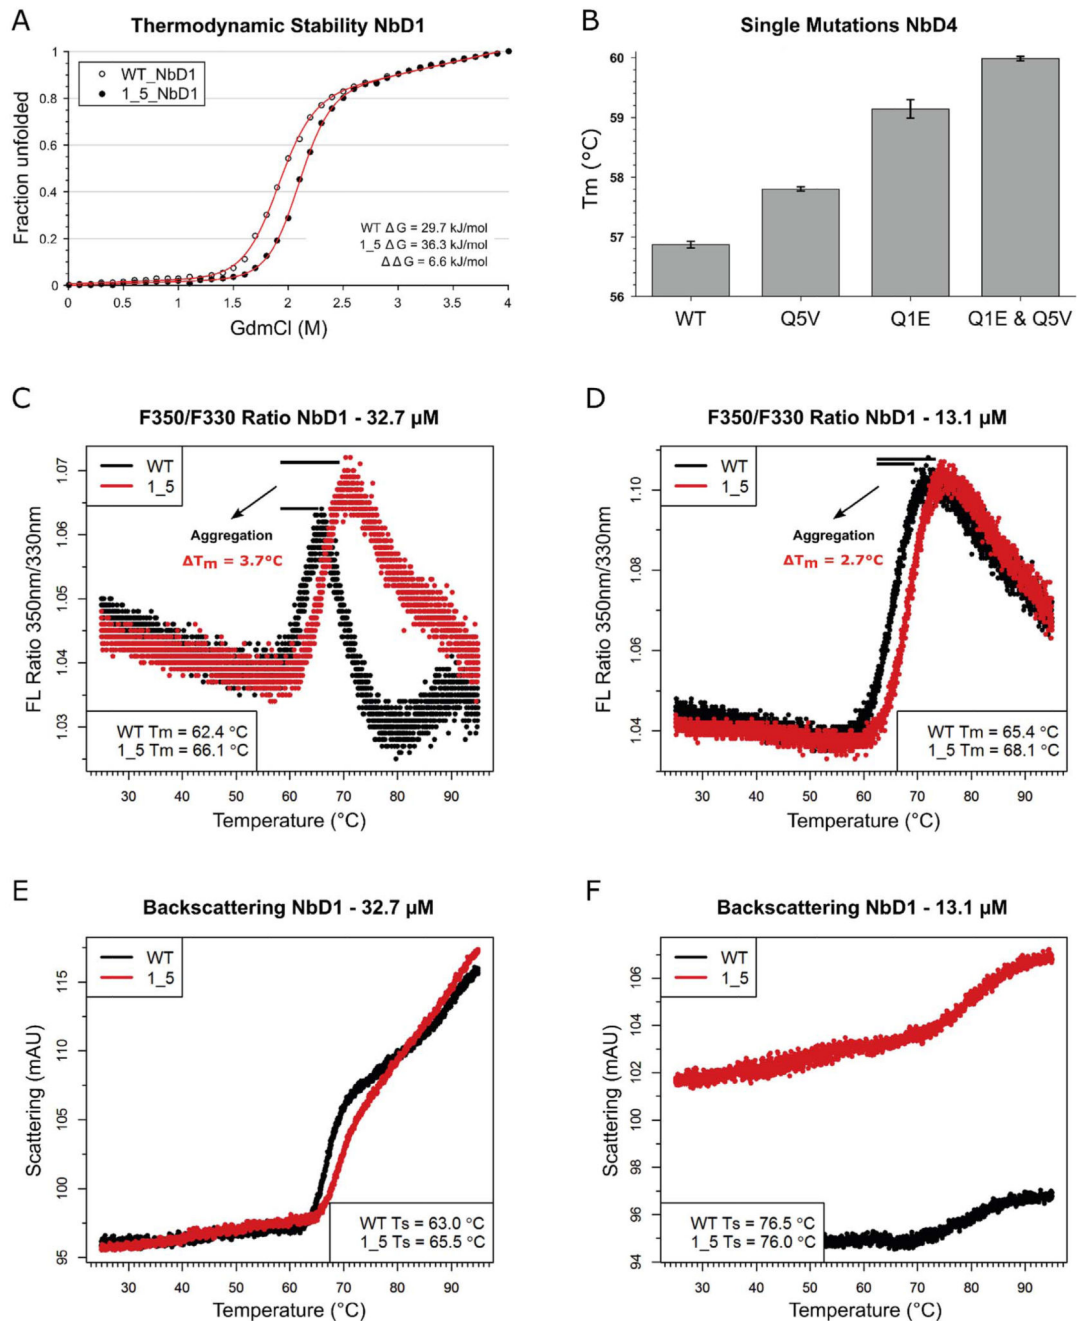 A
Thermodynamic Stability NbD1
Fraction unfolded
1
0.8
0.6
0.4
0.2
0
WT_NbD1
1_5_NbD1
WT Δ G = 29.7 kJ/mol
1_5 Δ G = 36.3 kJ/mol
Δ Δ G = 6.6 kJ/mol
0 0.5 1 1.5 2 2.5 3 3.5 4
GdmCl (M)
B
Single Mutations NbD4
Tm (°C)
60
59
58
57
56
WT Q5V Q1E Q1E & Q5V
C
F350/F330 Ratio NbD1 - 32.7 µM
FL Ratio 350nm/330nm
1.07
1.06
1.05
1.04
1.03
WT
1_5
Aggregation
ΔTm = 3.7°C
WT Tm = 62.4 °C
1_5 Tm = 66.1 °C
30 40 50 60 70 80 90
Temperature (°C)
D
F350/F330 Ratio NbD1 - 13.1 µM
FL Ratio 350nm/330nm
1.10
1.08
1.06
1.04
WT
1_5
Aggregation
ΔTm = 2.7°C
WT Tm = 65.4 °C
1_5 Tm = 68.1 °C
30 40 50 60 70 80 90
Temperature (°C)
E
Backscattering NbD1 - 32.7 µM
Scattering (mAU)
115
110
105
100
95
WT
1_5
WT Ts = 63.0 °C
1_5 Ts = 65.5 °C
30 40 50 60 70 80 90
Temperature (°C)
F
Backscattering NbD1 - 13.1 µM
Scattering (mAU)
106
104
102
100
98
96
94
WT
1_5
WT Ts = 76.5 °C
1_5 Ts = 76.0 °C
30 40 50 60 70 80 90
Temperature (°C)